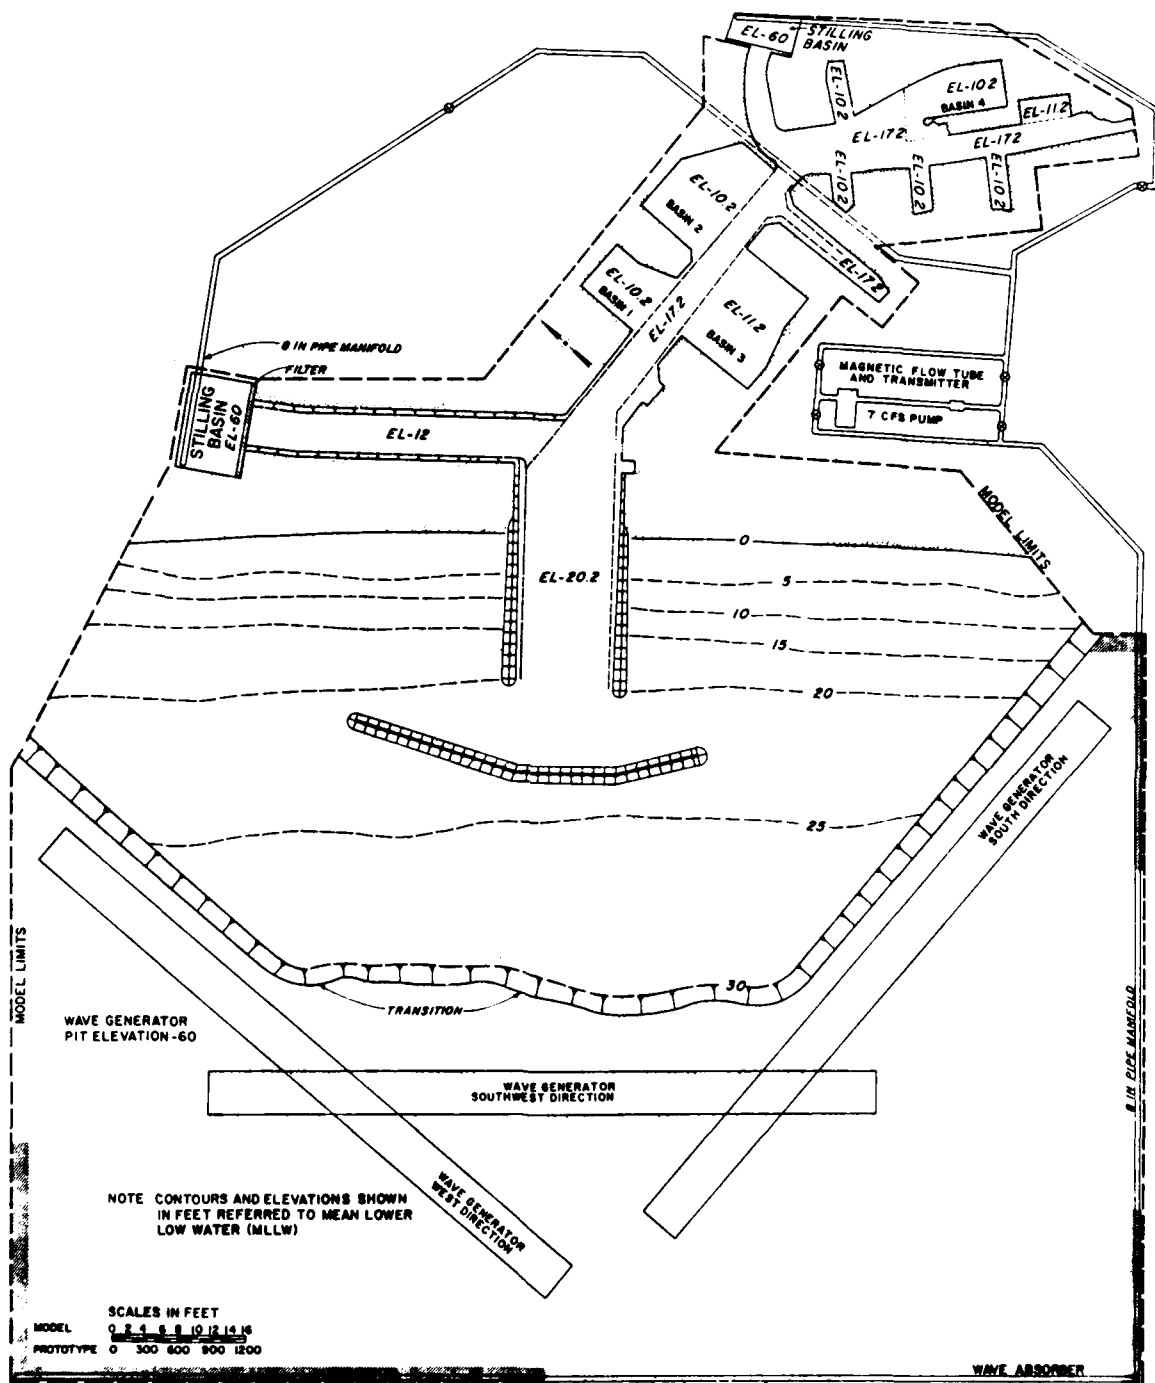 EL-60
STILLING
BASIN
EL-10.2
EL-10.2
BASIN 4
EL-11.2
EL-17.2
EL-17.2
EL-10.2
EL-10.2
EL-10.2
EL-10.2
BASIN 2
EL-17.2
EL-10.2
BASIN 1
EL-17.2
EL-11.2
BASIN 3
8 IN PIPE MANIFOLD
FILTER
MAGNETIC FLOW TUBE
AND TRANSMITTER
7 CFS PUMP
STILLING
BASIN
EL-60
EL-12
MODEL LIMITS
0
EL-20.2
5
10
15
20
WAVE GENERATOR
SOUTH DIRECTION
25
MODEL LIMITS
30
TRANSITION
WAVE GENERATOR
PIT ELEVATION -60
8 IN PIPE MANIFOLD
WAVE GENERATOR
SOUTHWEST DIRECTION
WAVE GENERATOR
WEST DIRECTION
NOTE CONTOURS AND ELEVATIONS SHOWN
IN FEET REFERRED TO MEAN LOWER
LOW WATER (MLLW)
SCALES IN FEET
MODEL 0 2 4 6 8 10 12 14 16
PROTOTYPE 0 300 600 900 1200
WAVE ABSORBER